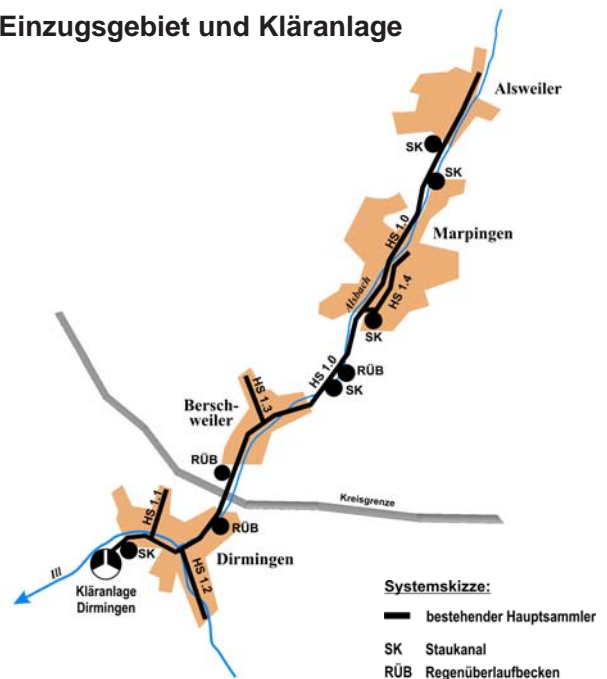 Einzugsgebiet und Kläranlage
Alsweiler
SK
SK
HS 1.0
Marpingen
Alsbach
HS 1.4
SK
HS 1.0
RÜB
SK
HS 1.3
Bersch-
weiler
RÜB
Kreisgrenze
HS 1.1
RÜB
SK
Dirmingen
Ill
HS 1.2
Kläranlage
Dirmingen
Systemskizze:
bestehender Hauptsammler
SK Staukanal
RÜB Regenüberlaufbecken